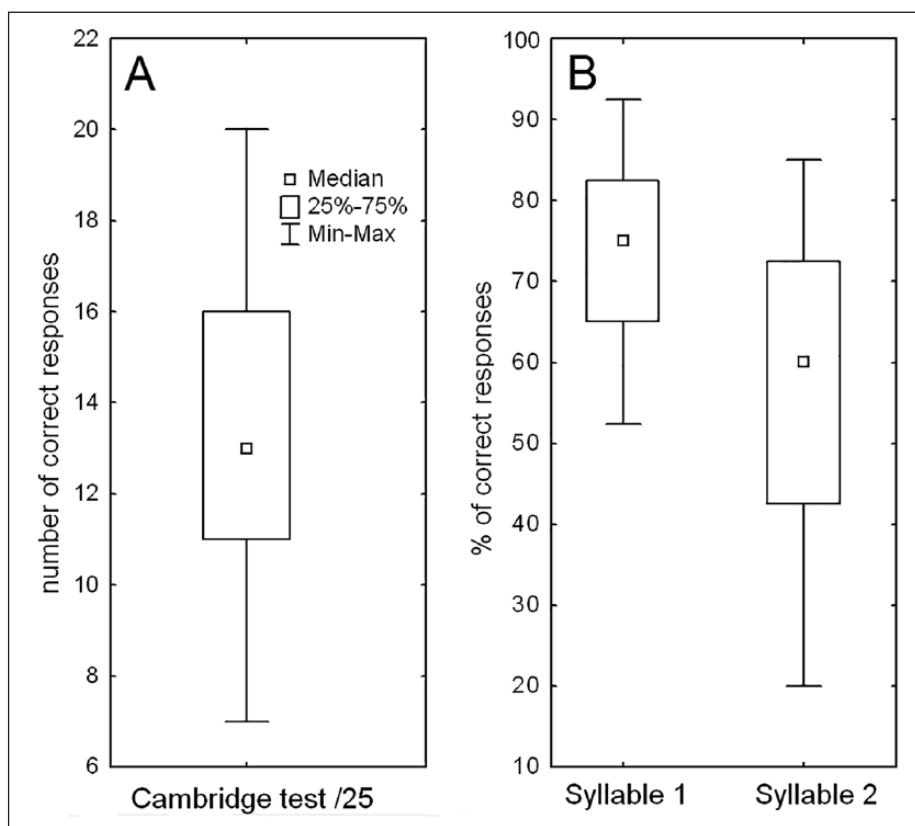 A
number of correct responses
22
20
18
16
14
12
10
8
6
Median
25%-75%
Min-Max
Cambridge test /25
B
% of correct responses
100
90
80
70
60
50
40
30
20
10
Syllable 1
Syllable 2